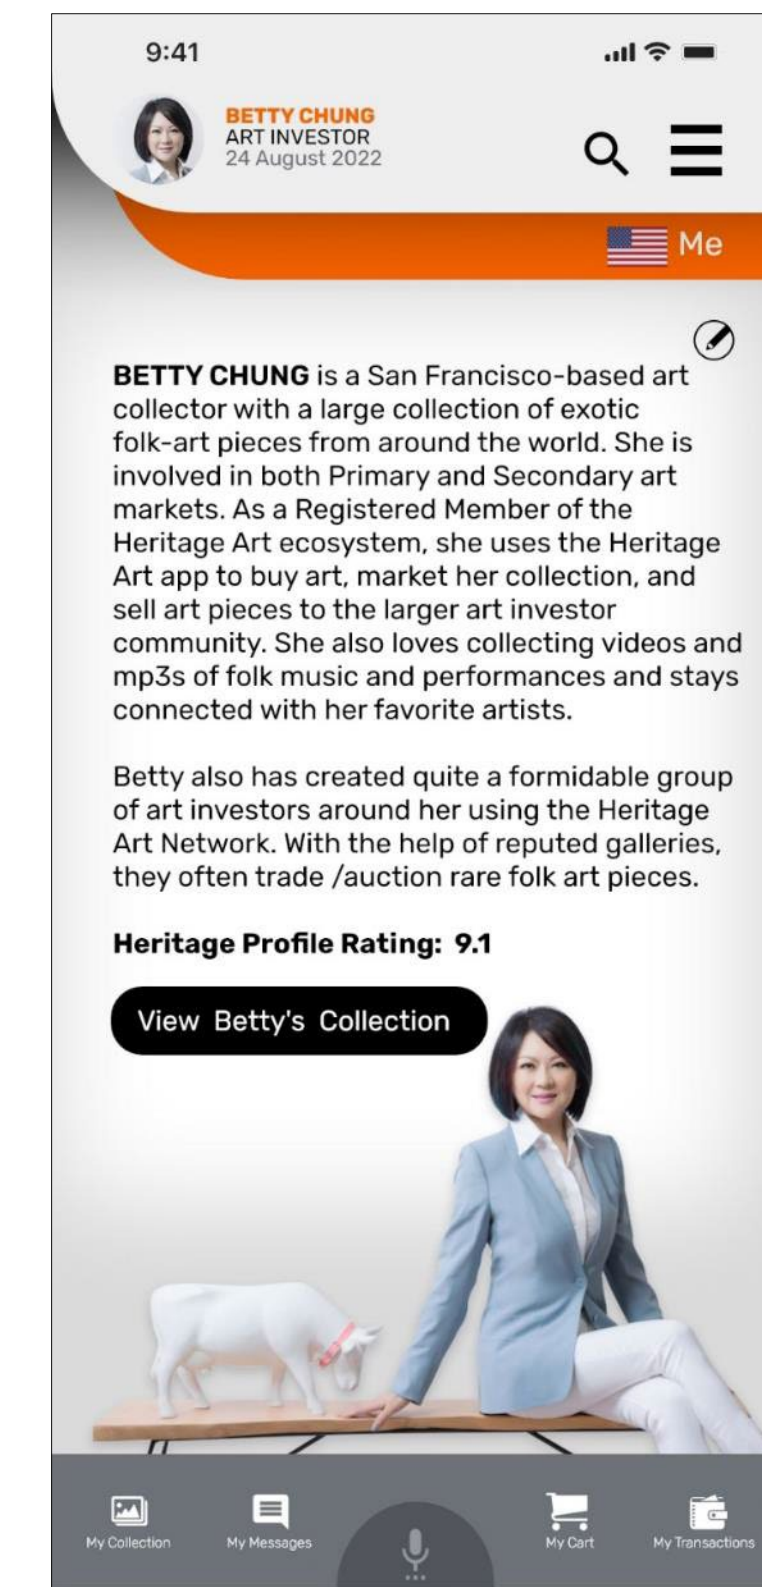 9:41
BETTY CHUNG
ART INVESTOR
24 August 2022
Me
BETTY CHUNG is a San Francisco-based art
collector with a large collection of exotic
folk-art pieces from around the world. She is
involved in both Primary and Secondary art
markets. As a Registered Member of the
Heritage Art ecosystem, she uses the Heritage
Art app to buy art, market her collection, and
sell art pieces to the larger art investor
community. She also loves collecting videos and
mp3s of folk music and performances and stays
connected with her favorite artists.
Betty also has created quite a formidable group
of art investors around her using the Heritage
Art Network. With the help of reputed galleries,
they often trade /auction rare folk art pieces.
Heritage Profile Rating: 9.1
View Betty's Collection
My Collection
My Messages
My Cart
My Transactions